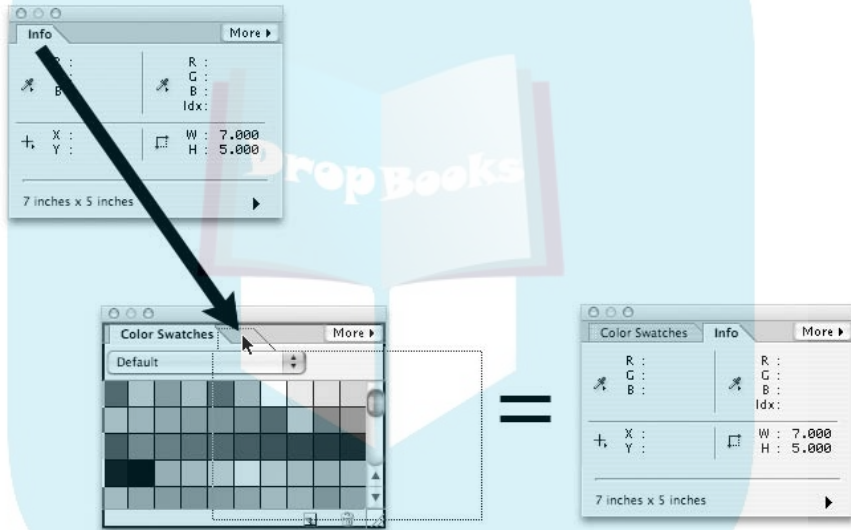 Info More
R :
G :
B :
R :
G :
B :
Idx:
X :
Y :
W : 7.000
H : 5.000
7 inches x 5 inches
DropBooks
Color Swatches More
Default
=
Color Swatches Info More
R :
G :
B :
R :
G :
B :
Idx:
X :
Y :
W : 7.000
H : 5.000
7 inches x 5 inches